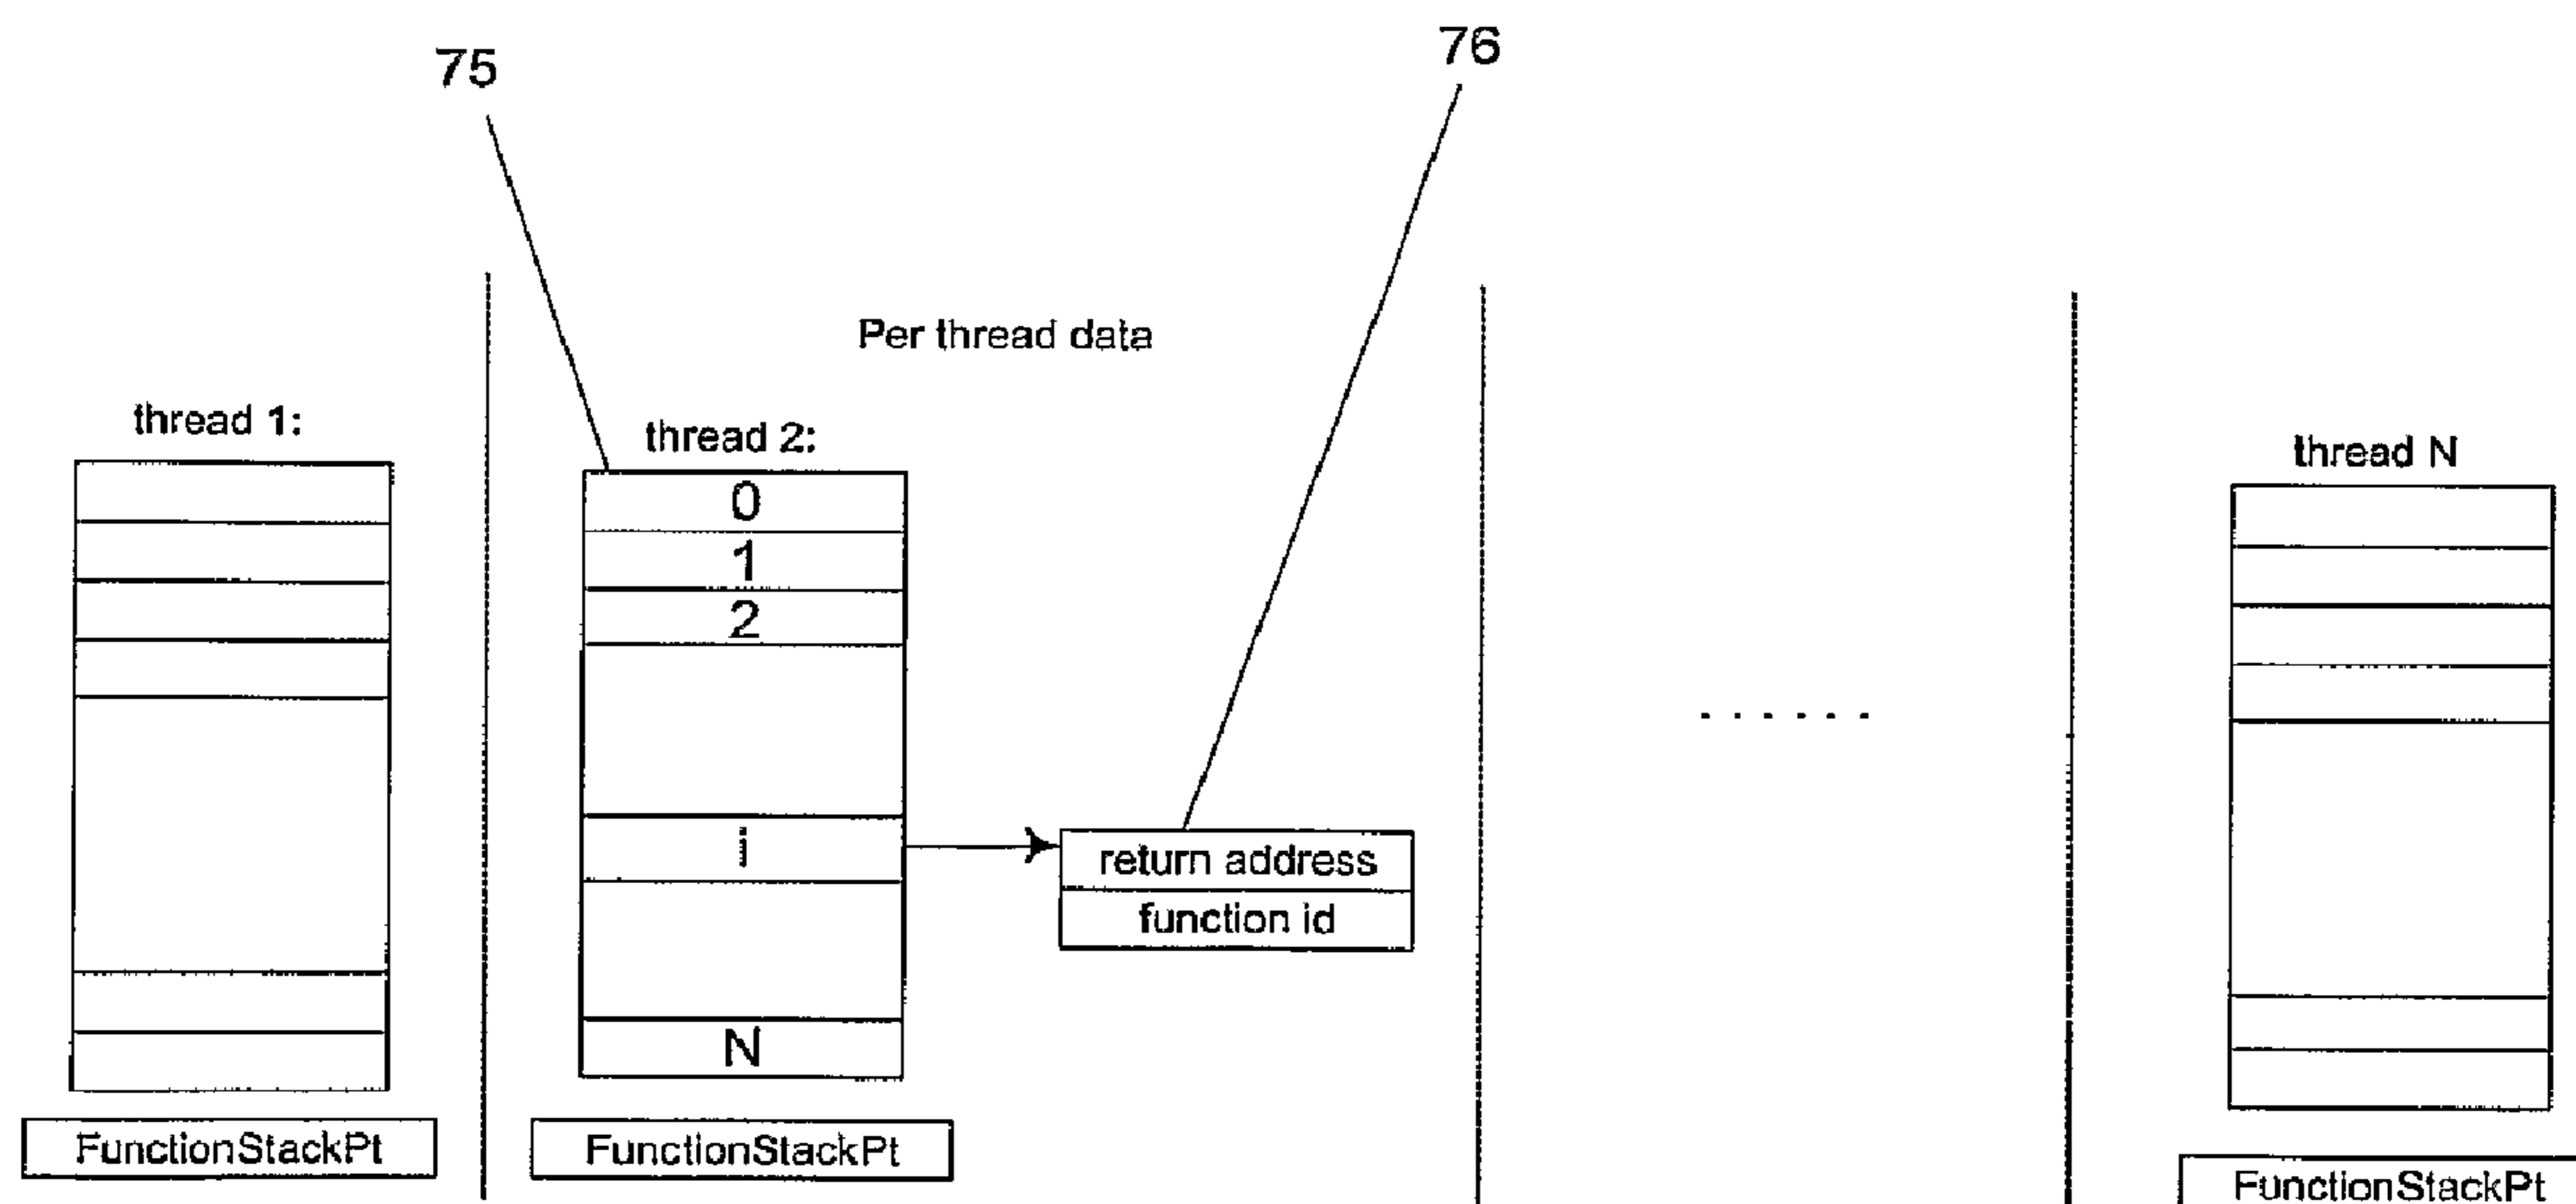 75
76
Per thread data
thread 1:
thread 2:
thread N
0
1
2
i
N
return address
function id
. . . . . .
FunctionStackPt
FunctionStackPt
FunctionStackPt